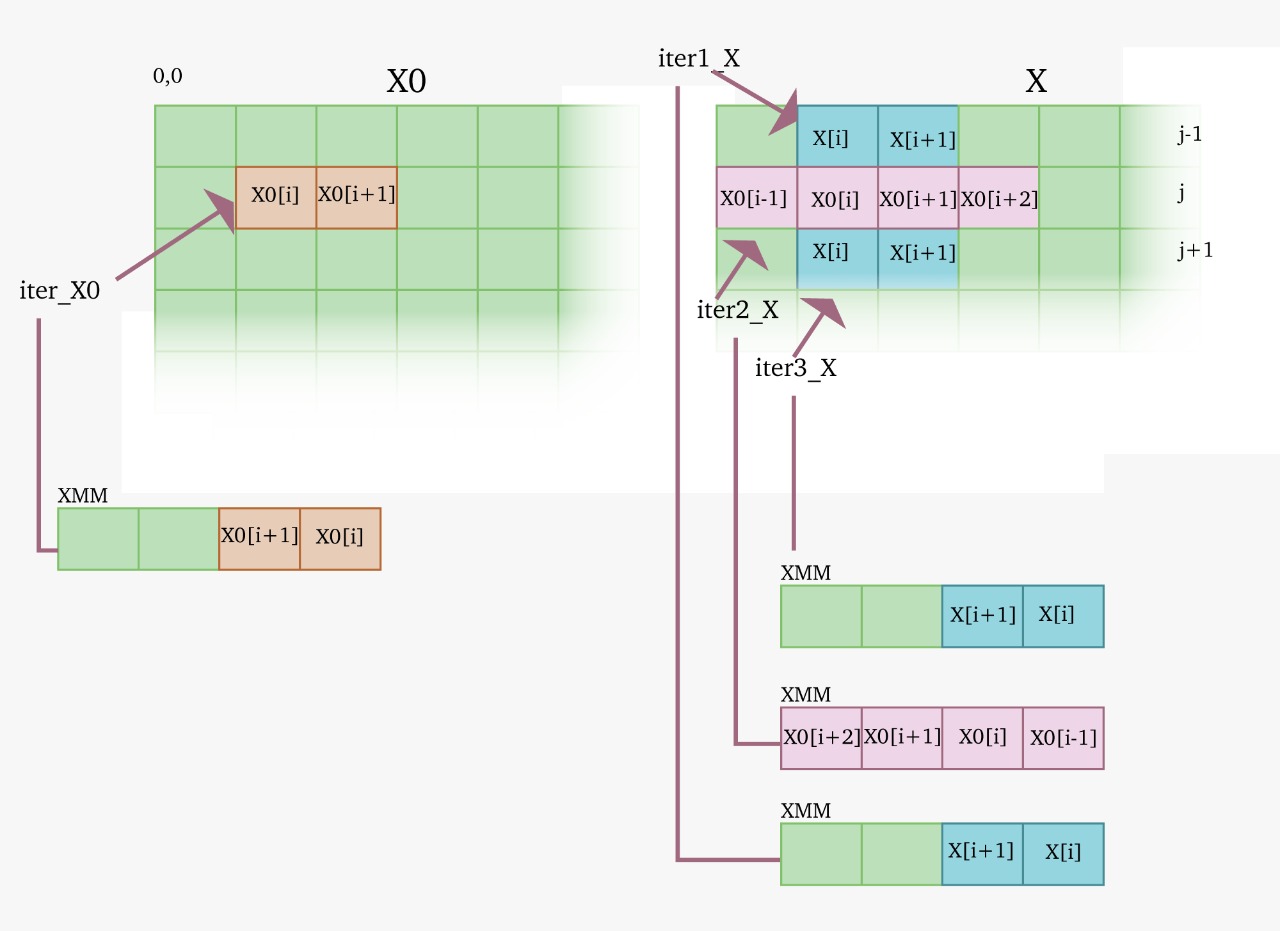 iter1_X
0,0
X0
X
X[i] X[i+1] j-1
X0[i] X0[i+1]
X0[i-1] X0[i] X0[i+1] X0[i+2] j
X[i] X[i+1] j+1
iter_X0
iter2_X
iter3_X
XMM
X0[i+1] X0[i]
XMM
X[i+1] X[i]
XMM
X0[i+2] X0[i+1] X0[i] X0[i-1]
XMM
X[i+1] X[i]